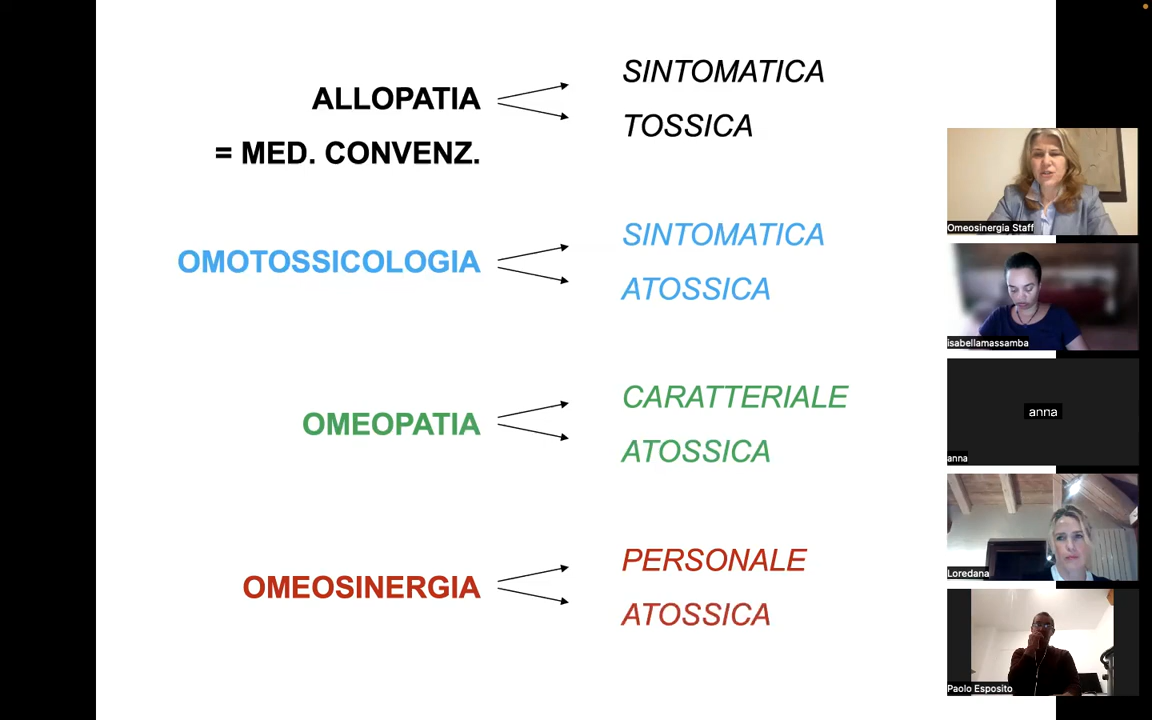 ALLOPATIA
= MED. CONVENZ.
SINTOMATICA
TOSSICA
OMOTOSSICOLOGIA
SINTOMATICA
ATOSSICA
OMEOPATIA
CARATTERIALE
ATOSSICA
OMEOSINERGIA
PERSONALE
ATOSSICA
Omeosinergia Staff
isabellamassamba
anna
anna
Loredana
Paolo Esposito